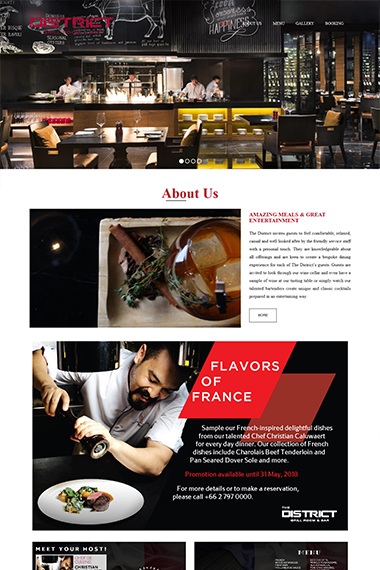 DISTRICT
ABOUT US
MENU
GALLERY
BOOKING
HAPPINESS
About Us
AMAZING MEALS & GREAT
ENTERTAINMENT
The District invites guests to feel comfortable, relaxed,
casual and well looked after by the friendly service staff
with a personal touch. They are knowledgeable about
all offerings and are keen to create a bespoke dining
experience for each of The District's guests. Guests are
invited to look through our wine cellar and even have a
sample of wine at our tasting table or simply watch our
talented bartenders create unique and classic cocktails
prepared in an entertaining way.
MORE
FLAVORS
OF
FRANCE
Sample our French-inspired delightful dishes
from our talented Chef Christian Caluwaert
for every day dinner. Our collection of French
dishes include Charolais Beef Tenderloin and
Pan Seared Dover Sole and more.
Promotion available until 31 May, 2018
For more details or to make a reservation,
please call +66 2 797 0000.
THE
DISTRICT
GRILL ROOM & BAR
MEET YOUR HOST!
CHRISTIAN
MENU